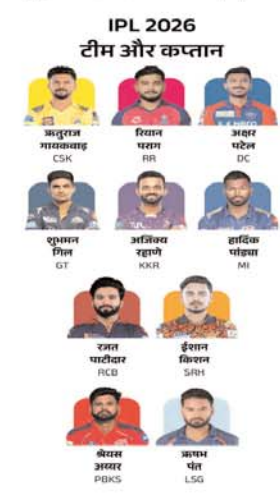 IPL 2026
टीम और कप्तान
ऋतुराज
गायकवाड़
CSK
रियान
पराग
RR
अक्षर
पटेल
DC
शुभमन
गिल
GT
अजिंक्य
रहाणे
KKR
हार्दिक
पांड्या
MI
रजत
पाटीदार
RCB
ईशान
किशन
SRH
श्रेयस
अय्यर
PBKS
ऋषभ
पंत
LSG